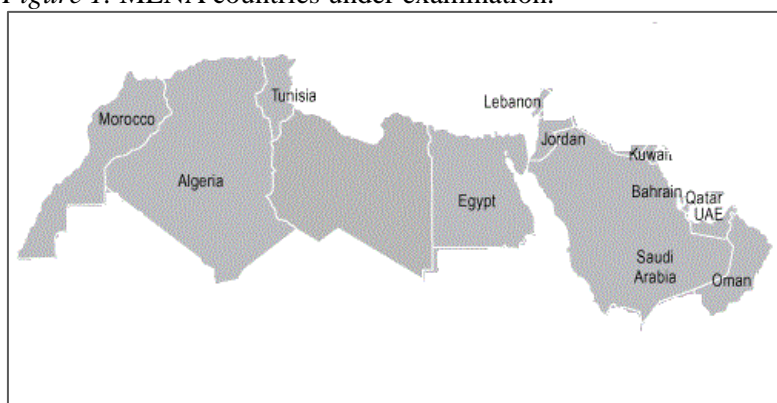 Figure 1. MENA countries under examination.
Tunisia
Lebanon
Morocco
Jordan
Kuwait
Algeria
Bahrain
Qatar
Egypt
UAE
Saudi
Arabia
Oman